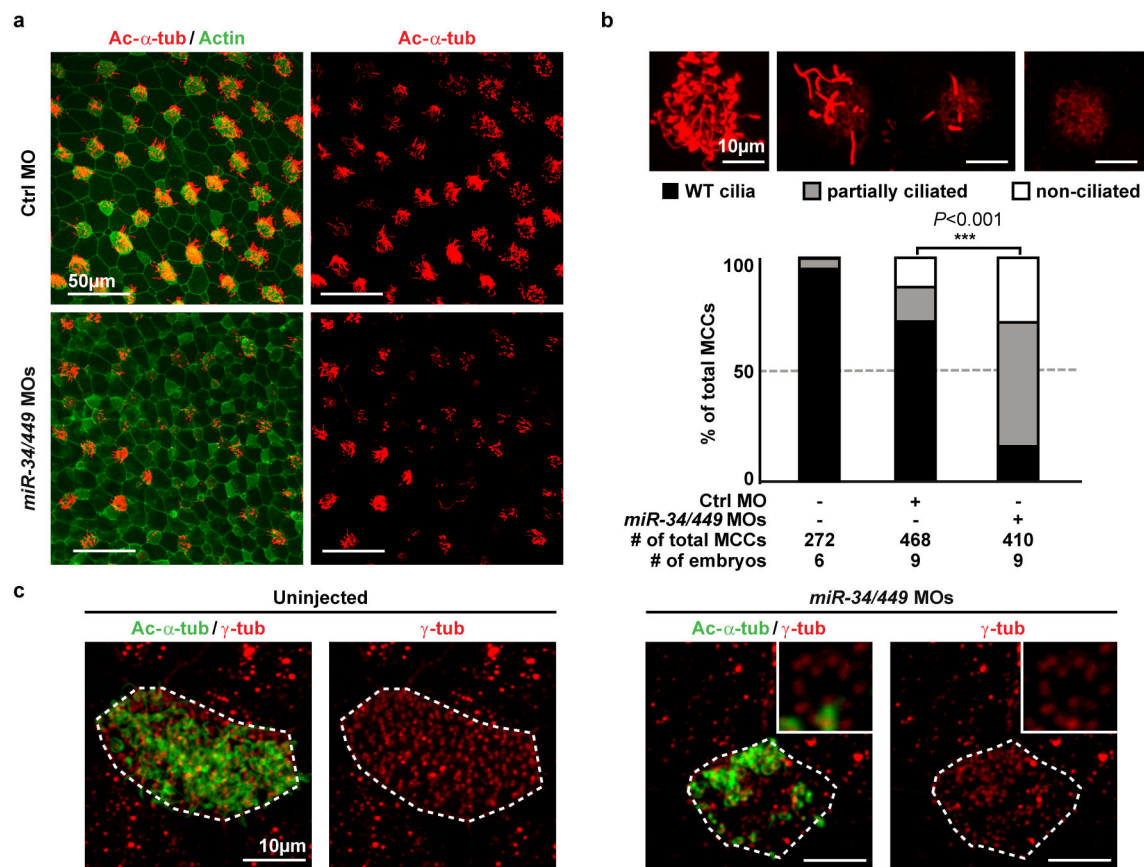 a
Ac-α-tub / Actin
Ac-α-tub
Ctrl MO
50μm
miR-34/449 MOs
b
10μm
WT cilia
partially ciliated
non-ciliated
P<0.001
***
% of total MCCs
100
50
0
Ctrl MO - + -
miR-34/449 MOs - - +
# of total MCCs 272 468 410
# of embryos 6 9 9
c
Uninjected
Ac-α-tub / γ-tub
γ-tub
10μm
miR-34/449 MOs
Ac-α-tub / γ-tub
γ-tub